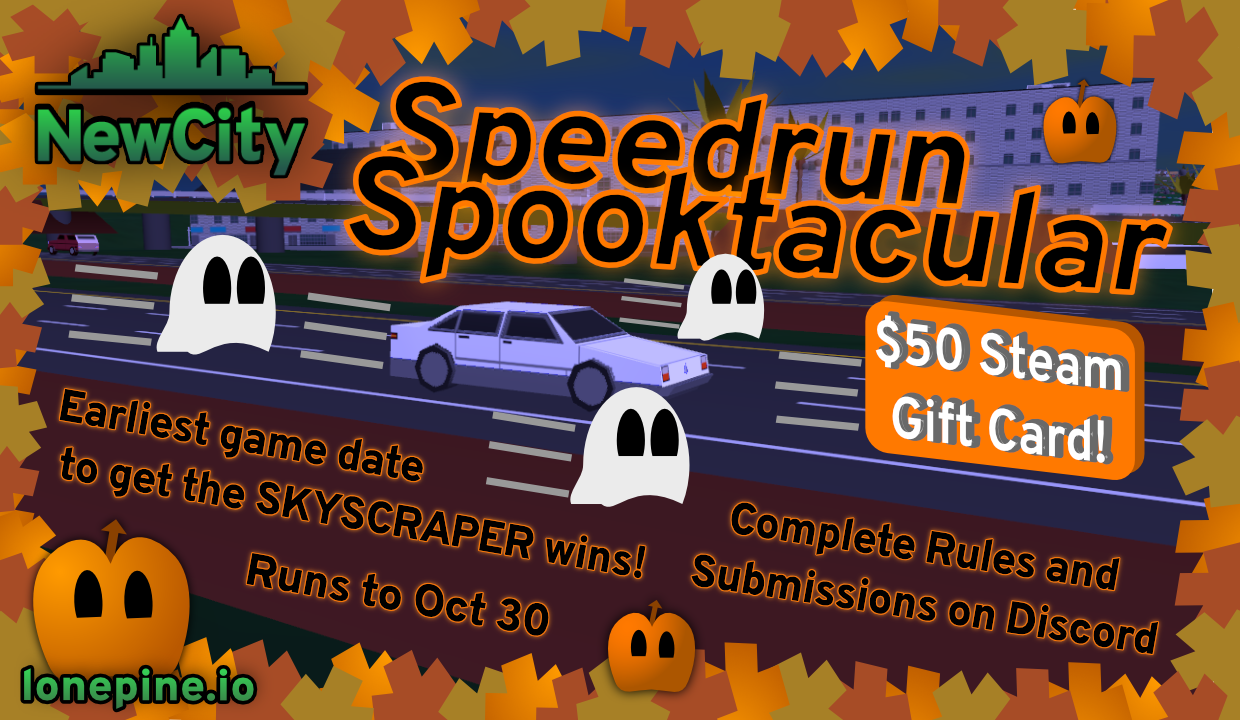 NewCity
Speedrun
Spooktacular
$50 Steam
Gift Card!
Earliest game date
to get the SKYSCRAPER wins!
Runs to Oct 30
Complete Rules and
Submissions on Discord
lonepine.io